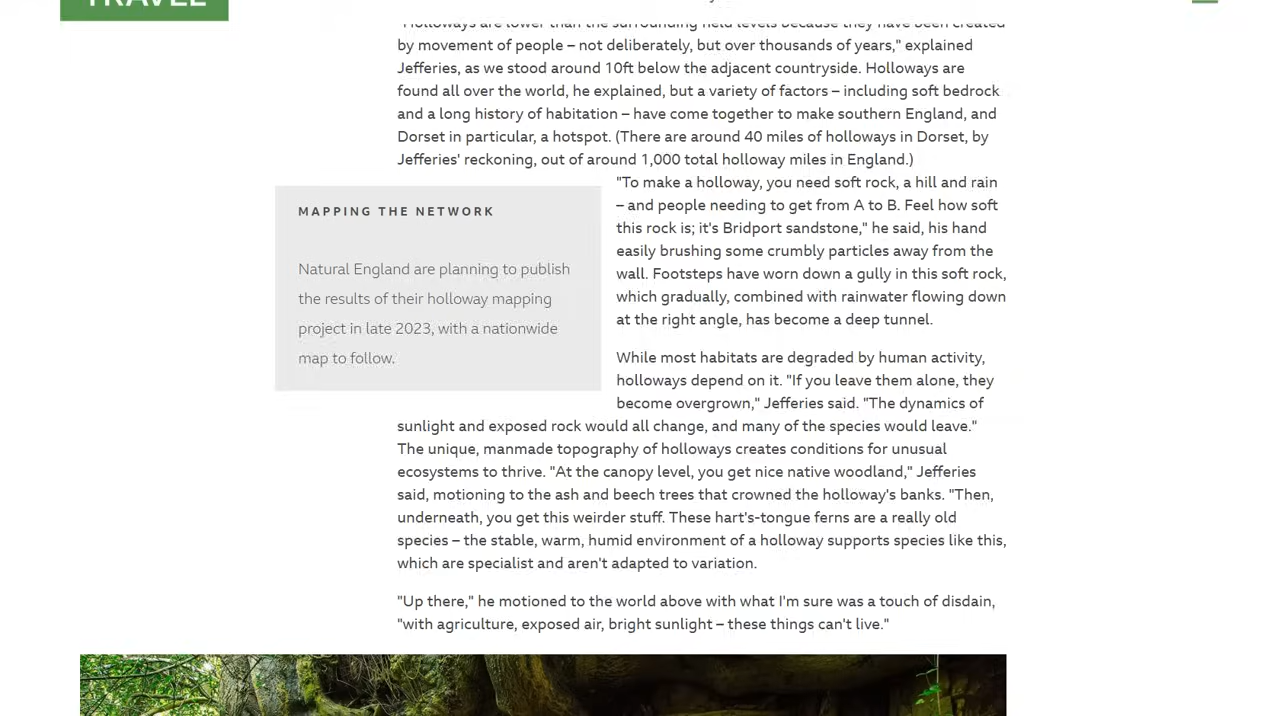 TRAVEL
"Holloways are lower than the surrounding field levels because they have been created
by movement of people – not deliberately, but over thousands of years," explained
Jefferies, as we stood around 10ft below the adjacent countryside. Holloways are
found all over the world, he explained, but a variety of factors – including soft bedrock
and a long history of habitation – have come together to make southern England, and
Dorset in particular, a hotspot. (There are around 40 miles of holloways in Dorset, by
Jefferies' reckoning, out of around 1,000 total holloway miles in England.)
MAPPING THE NETWORK
Natural England are planning to publish
the results of their holloway mapping
project in late 2023, with a nationwide
map to follow.
"To make a holloway, you need soft rock, a hill and rain
– and people needing to get from A to B. Feel how soft
this rock is; it's Bridport sandstone," he said, his hand
easily brushing some crumbly particles away from the
wall. Footsteps have worn down a gully in this soft rock,
which gradually, combined with rainwater flowing down
at the right angle, has become a deep tunnel.
While most habitats are degraded by human activity,
holloways depend on it. "If you leave them alone, they
become overgrown," Jefferies said. "The dynamics of
sunlight and exposed rock would all change, and many of the species would leave."
The unique, manmade topography of holloways creates conditions for unusual
ecosystems to thrive. "At the canopy level, you get nice native woodland," Jefferies
said, motioning to the ash and beech trees that crowned the holloway's banks. "Then,
underneath, you get this weirder stuff. These hart's-tongue ferns are a really old
species – the stable, warm, humid environment of a holloway supports species like this,
which are specialist and aren't adapted to variation.
"Up there," he motioned to the world above with what I'm sure was a touch of disdain,
"with agriculture, exposed air, bright sunlight – these things can't live."